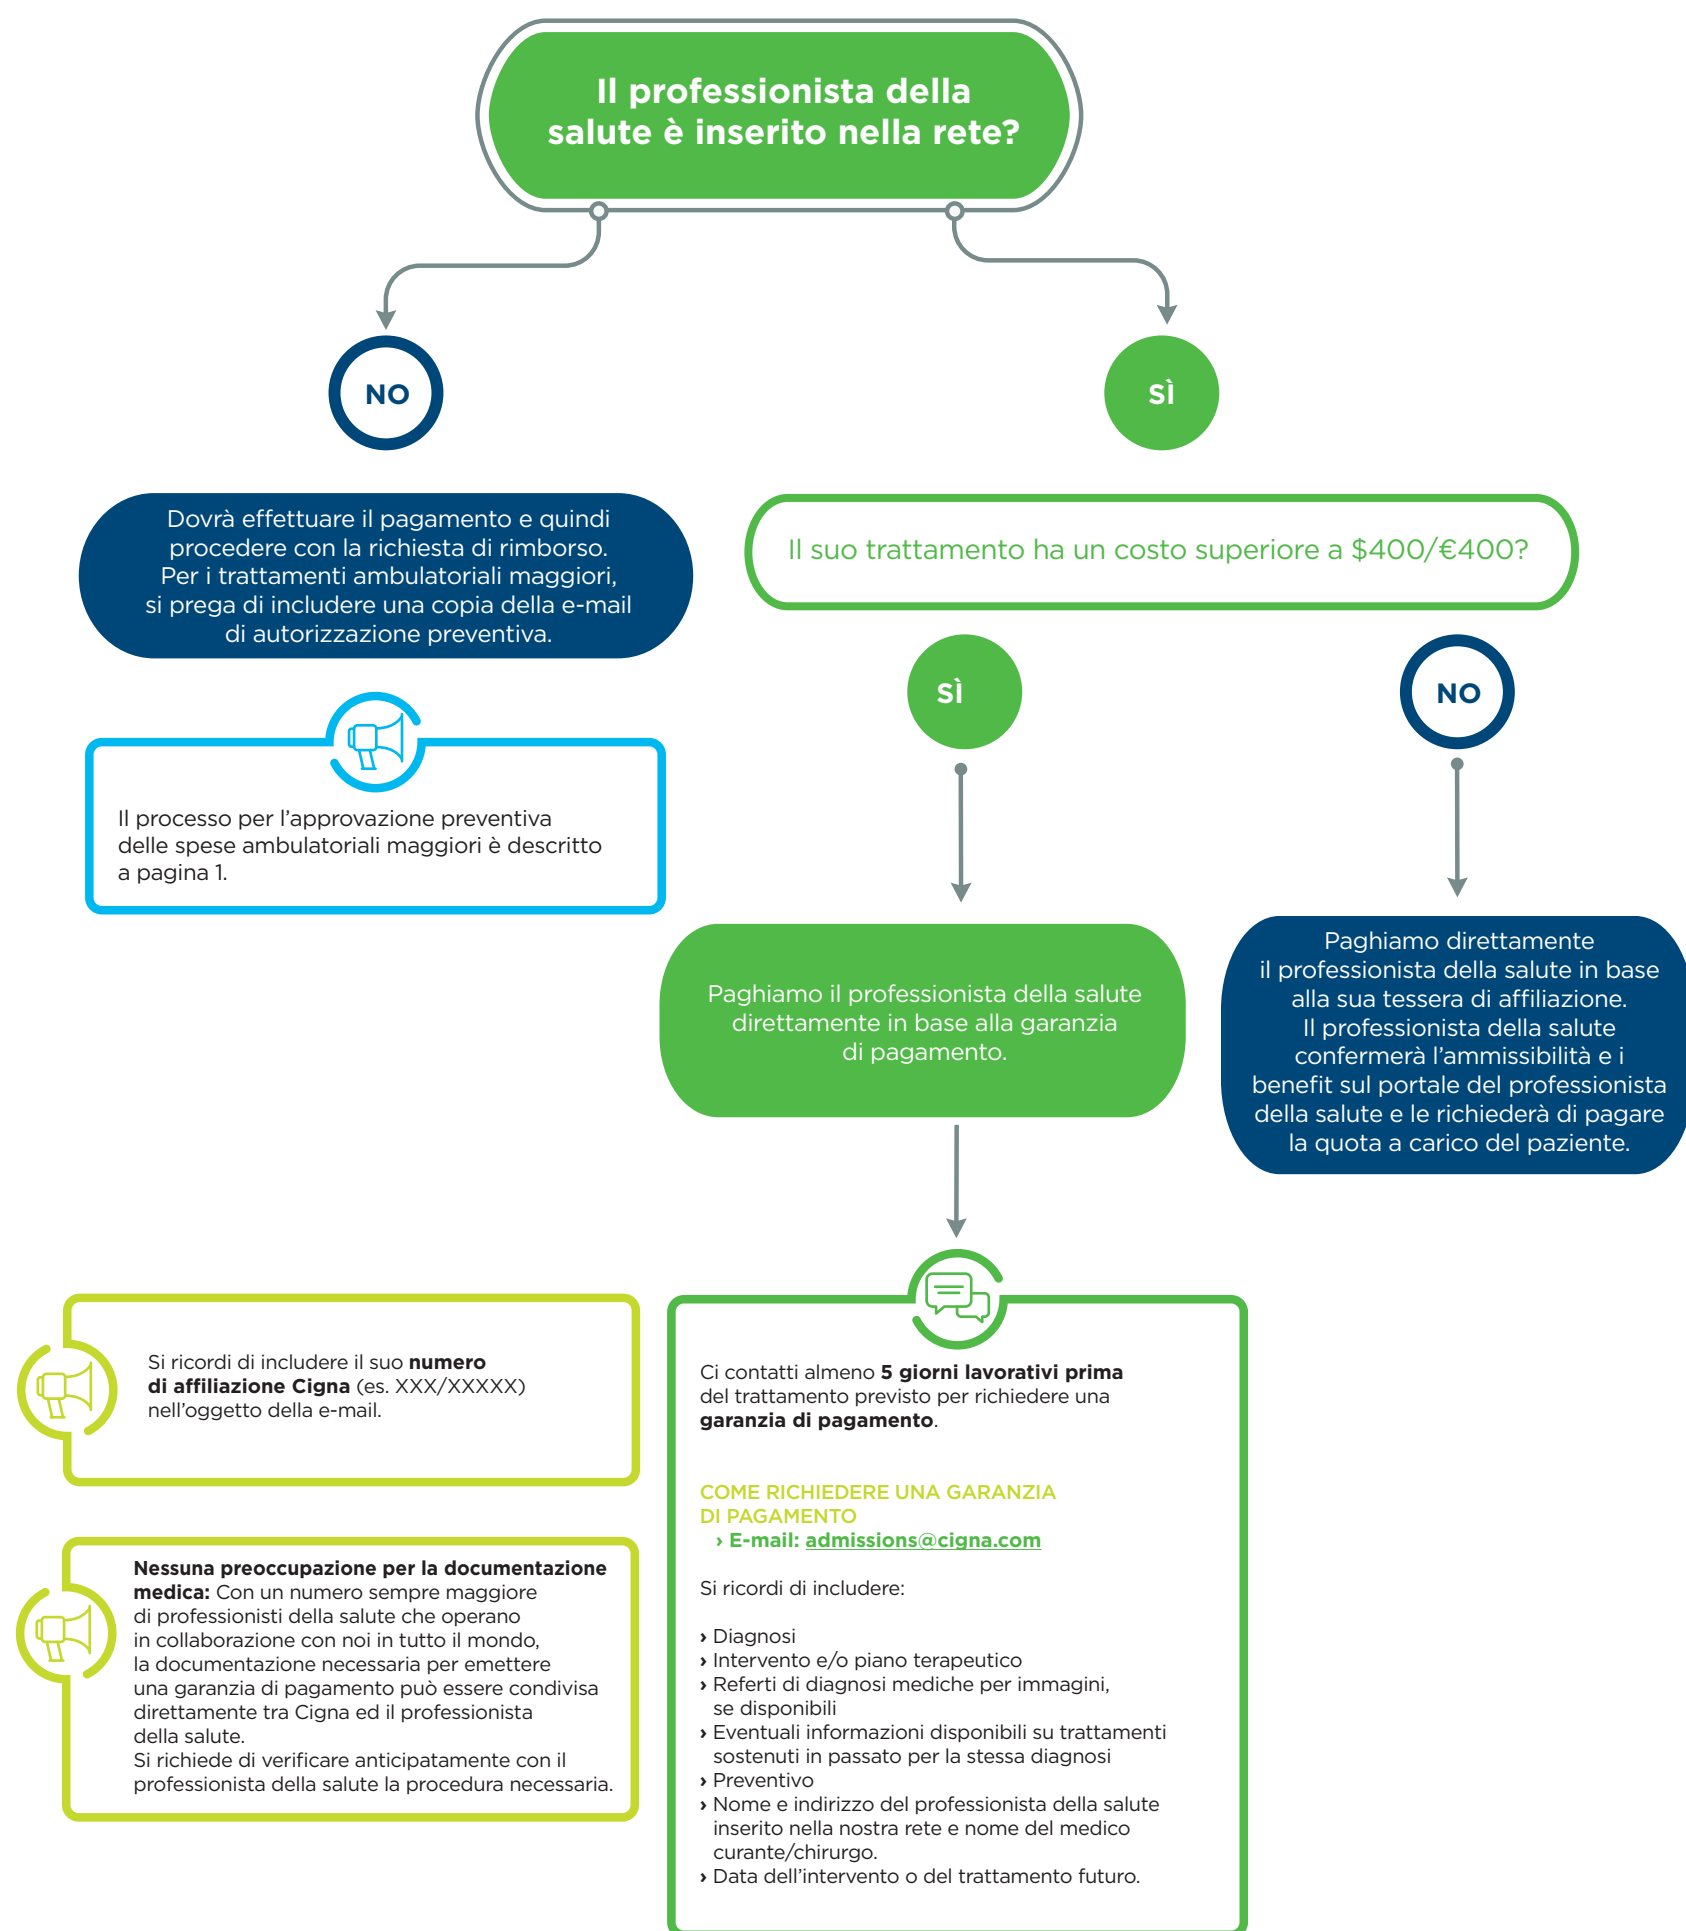 Il professionista della
salute è inserito nella rete?
NO
SÌ
Dovrà effettuare il pagamento e quindi
procedere con la richiesta di rimborso.
Per i trattamenti ambulatoriali maggiori,
si prega di includere una copia della e-mail
di autorizzazione preventiva.
Il processo per l’approvazione preventiva
delle spese ambulatoriali maggiori è descritto
a pagina 1.
Il suo trattamento ha un costo superiore a $400/€400?
SÌ
NO
Paghiamo il professionista della salute
direttamente in base alla garanzia
di pagamento.
Paghiamo direttamente
il professionista della salute in base
alla sua tessera di affiliazione.
Il professionista della salute
confermerà l’ammissibilità e i
benefit sul portale del professionista
della salute e le richiederà di pagare
la quota a carico del paziente.
Si ricordi di includere il suo numero
di affiliazione Cigna (es. XXX/XXXXX)
nell’oggetto della e-mail.
Nessuna preoccupazione per la documentazione
medica: Con un numero sempre maggiore
di professionisti della salute che operano
in collaborazione con noi in tutto il mondo,
la documentazione necessaria per emettere
una garanzia di pagamento può essere condivisa
direttamente tra Cigna ed il professionista
della salute.
Si richiede di verificare anticipatamente con il
professionista della salute la procedura necessaria.
Ci contatti almeno 5 giorni lavorativi prima
del trattamento previsto per richiedere una
garanzia di pagamento.
COME RICHIEDERE UNA GARANZIA
DI PAGAMENTO
› E-mail: admissions@cigna.com
Si ricordi di includere:
› Diagnosi
› Intervento e/o piano terapeutico
› Referti di diagnosi mediche per immagini,
se disponibili
› Eventuali informazioni disponibili su trattamenti
sostenuti in passato per la stessa diagnosi
› Preventivo
› Nome e indirizzo del professionista della salute
inserito nella nostra rete e nome del medico
curante/chirurgo.
› Data dell’intervento o del trattamento futuro.